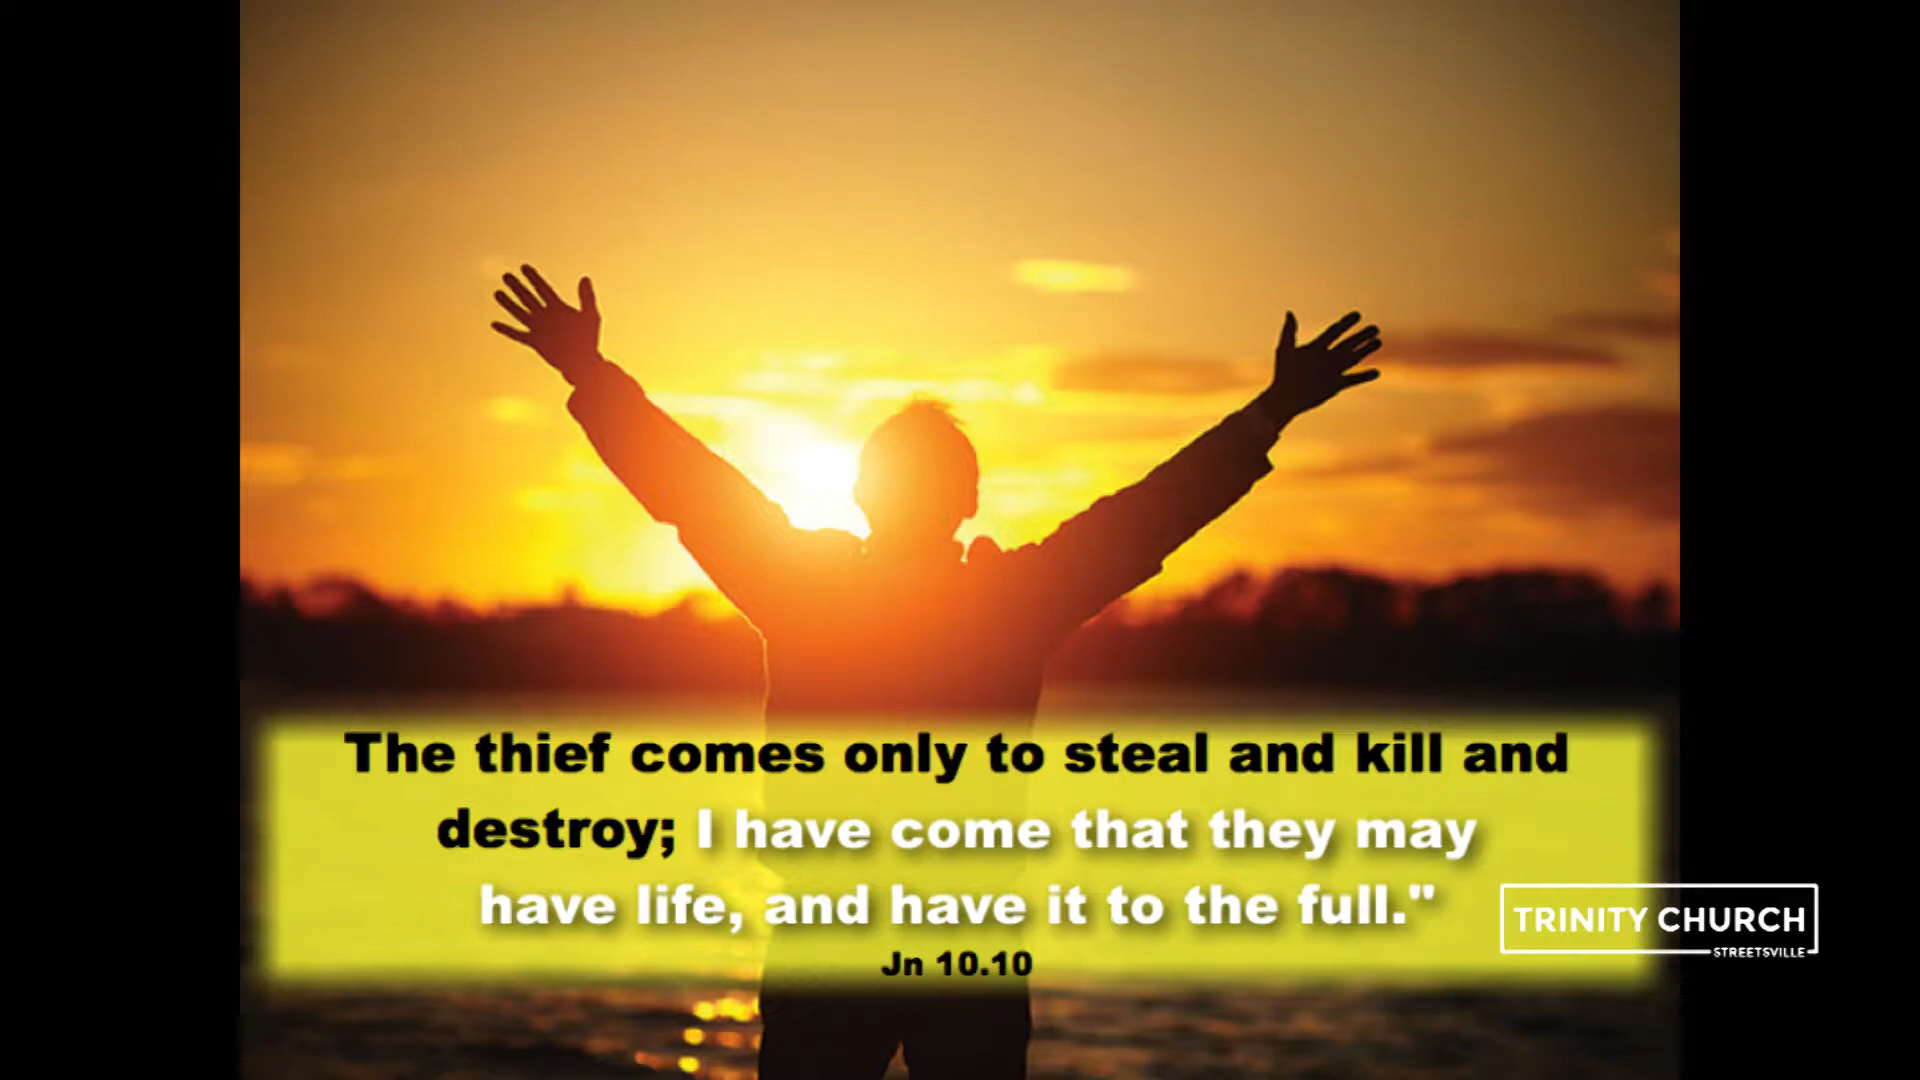 The thief comes only to steal and kill and
destroy; I have come that they may
have life, and have it to the full."
Jn 10.10
TRINITY CHURCH
STREETSVILLE